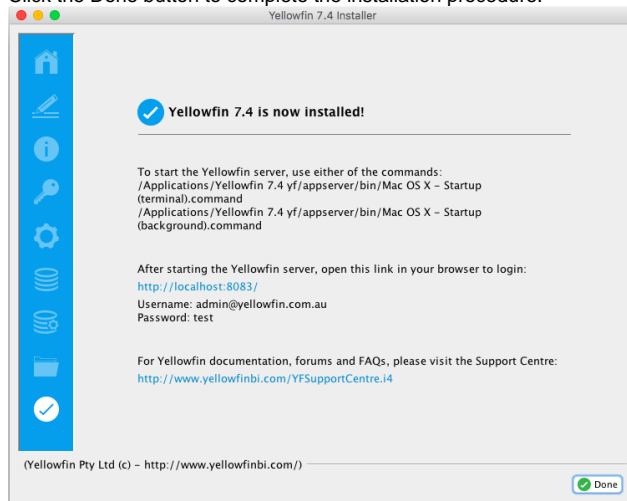 Click the Done button to complete the installation procedure.
Yellowfin 7.4 Installer
Yellowfin 7.4 is now installed!
To start the Yellowfin server, use either of the commands:
/Applications/Yellowfin 7.4 yf/appserver/bin/Mac OS X – Startup
(terminal).command
/Applications/Yellowfin 7.4 yf/appserver/bin/Mac OS X – Startup
(background).command
After starting the Yellowfin server, open this link in your browser to login:
http://localhost:8083/
Username: admin@yellowfin.com.au
Password: test
For Yellowfin documentation, forums and FAQs, please visit the Support Centre:
http://www.yellowfinbi.com/YFSupportCentre.i4
(Yellowfin Pty Ltd (c) – http://www.yellowfinbi.com/)
Done